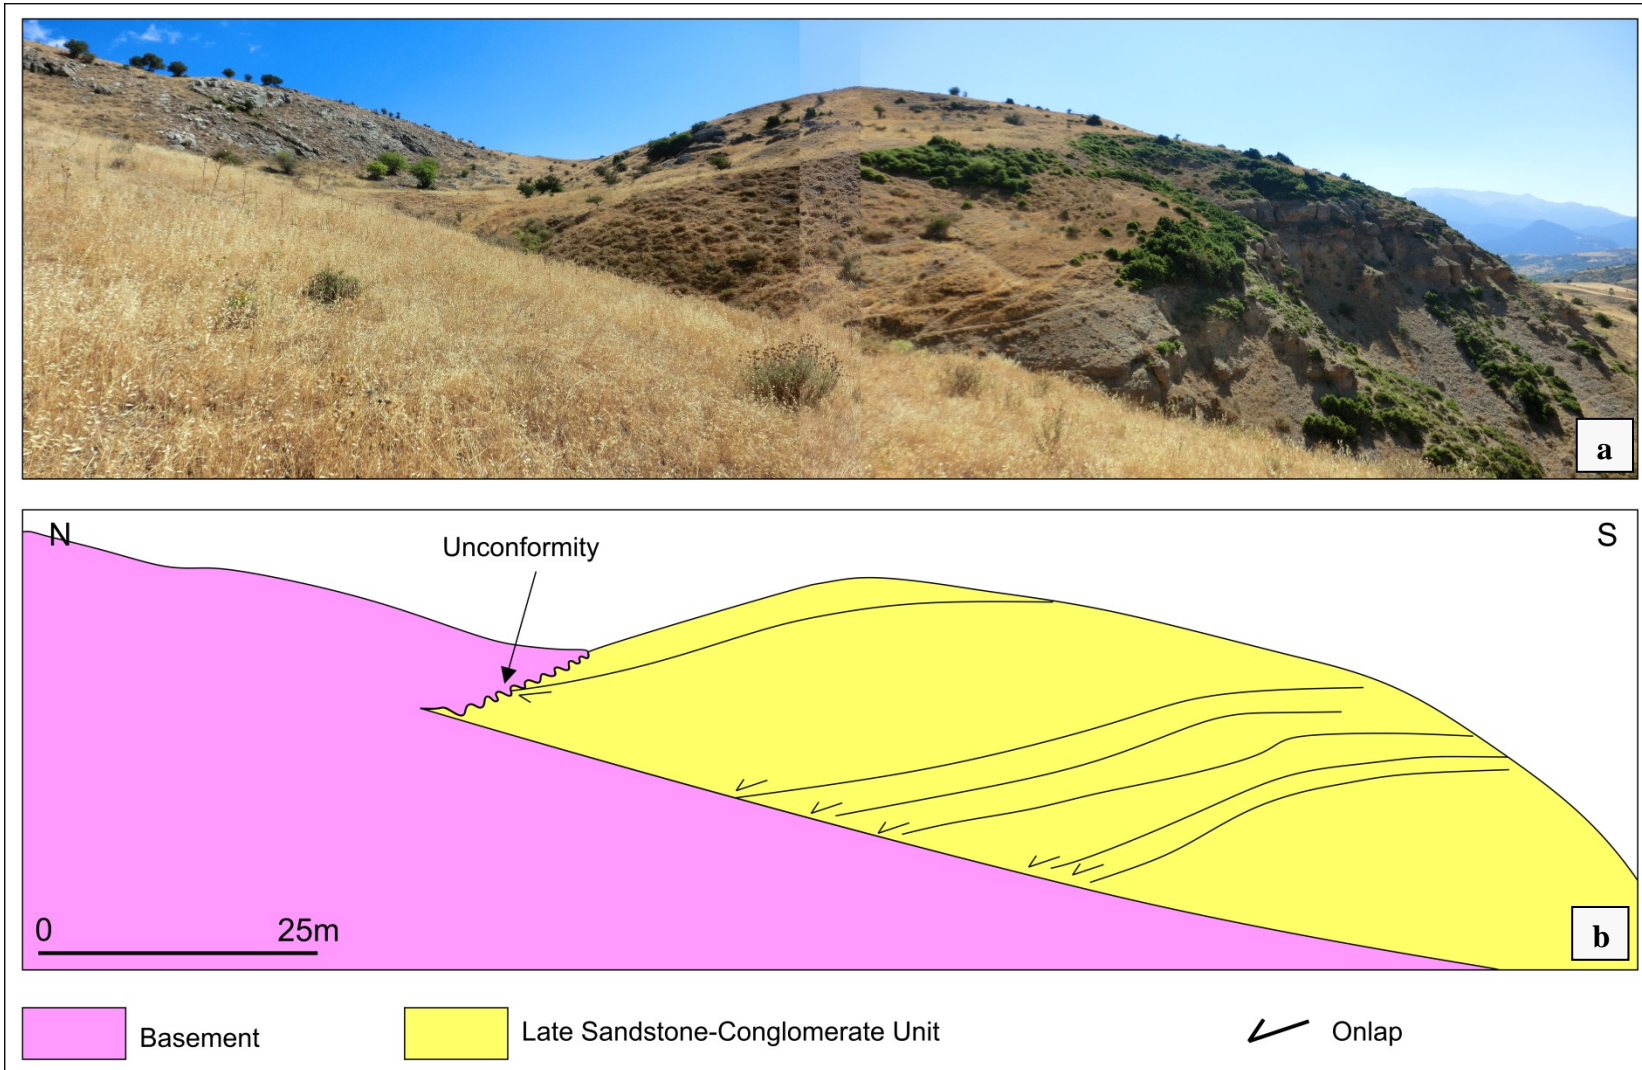 a
N
S
Unconformity
0 25m
b
Basement
Late Sandstone-Conglomerate Unit
Onlap